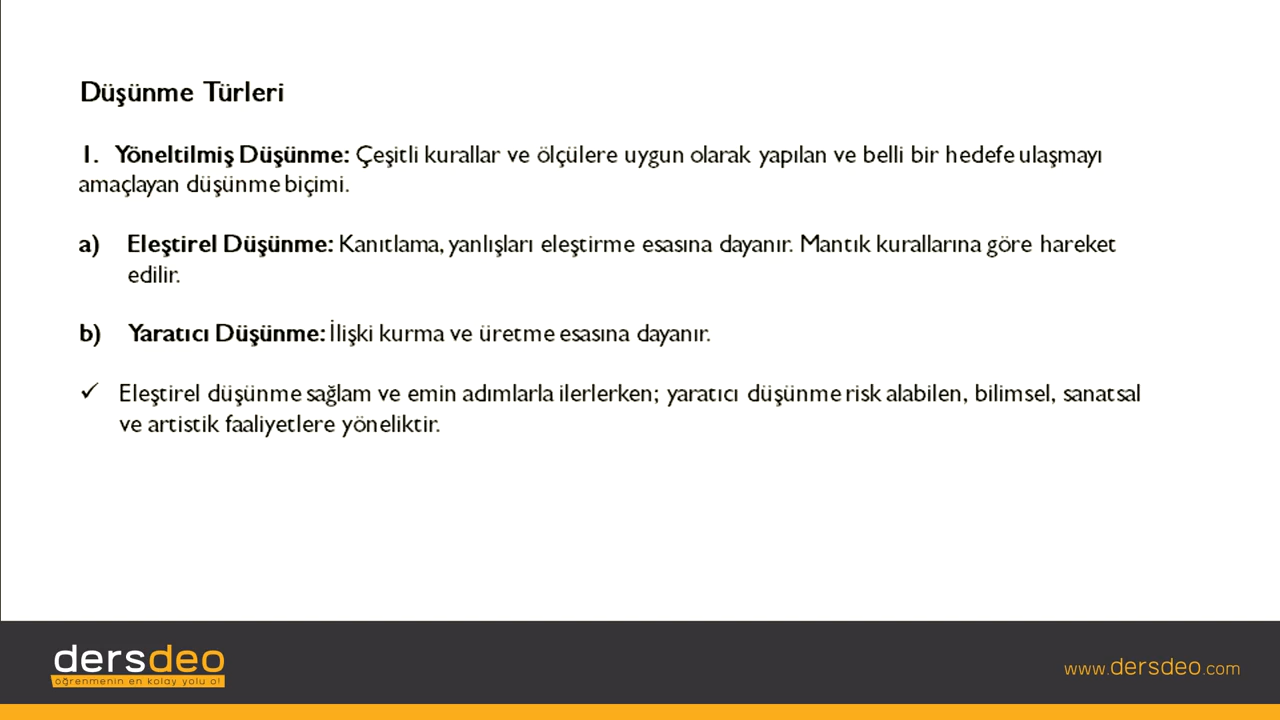 Düşünme Türleri
1. Yöneltilmiş Düşünme: Çeşitli kurallar ve ölçülere uygun olarak yapılan ve belli bir hedefe ulaşmayı
amaçlayan düşünme biçimi.
a) Eleştirel Düşünme: Kanıtlama, yanlışları eleştirme esasına dayanır. Mantık kurallarına göre hareket
edilir.
b) Yaratıcı Düşünme: İlişki kurma ve üretme esasına dayanır.
✓ Eleştirel düşünme sağlam ve emin adımlarla ilerlerken; yaratıcı düşünme risk alabilen, bilimsel, sanatsal
ve artistik faaliyetlere yöneliktir.
dersdeo
öğrenmenin en kolay yolu o!
www.dersdeo.com